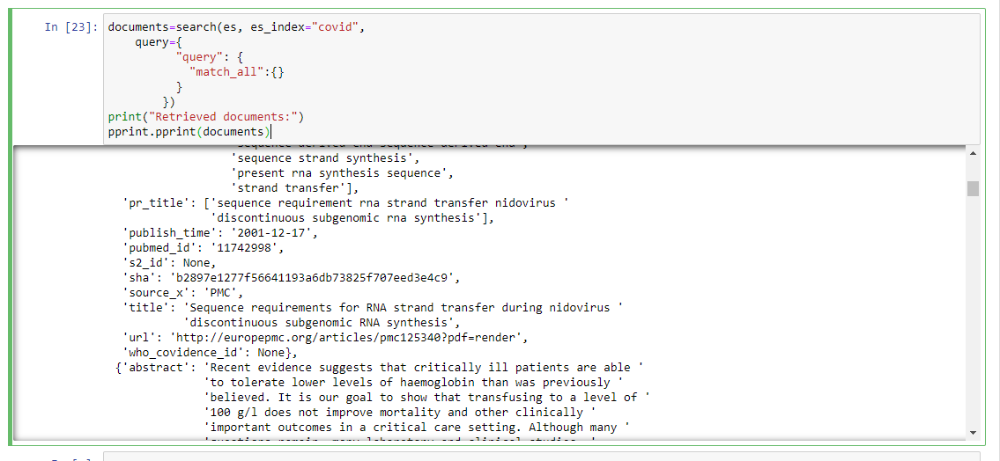 In [23]: documents=search(es, es_index="covid",
query={
"query": {
"match_all":{}
}
})
print("Retrieved documents:")
pprint.pprint(documents)
'sequence strand synthesis',
'present rna synthesis sequence',
'strand transfer'],
'pr_title': ['sequence requirement rna strand transfer nidovirus '
'discontinuous subgenomic rna synthesis'],
'publish_time': '2001-12-17',
'pubmed_id': '11742998',
's2_id': None,
'sha': 'b2897e1277f56641193a6db73825f707eed3e4c9',
'source_x': 'PMC',
'title': 'Sequence requirements for RNA strand transfer during nidovirus '
'discontinuous subgenomic RNA synthesis',
'url': 'http://europepmc.org/articles/pmc125340?pdf=render',
'who_covidence_id': None},
{'abstract': 'Recent evidence suggests that critically ill patients are able '
'to tolerate lower levels of haemoglobin than was previously '
'believed. It is our goal to show that transfusing to a level of '
'100 g/l does not improve mortality and other clinically '
'important outcomes in a critical care setting. Although many '